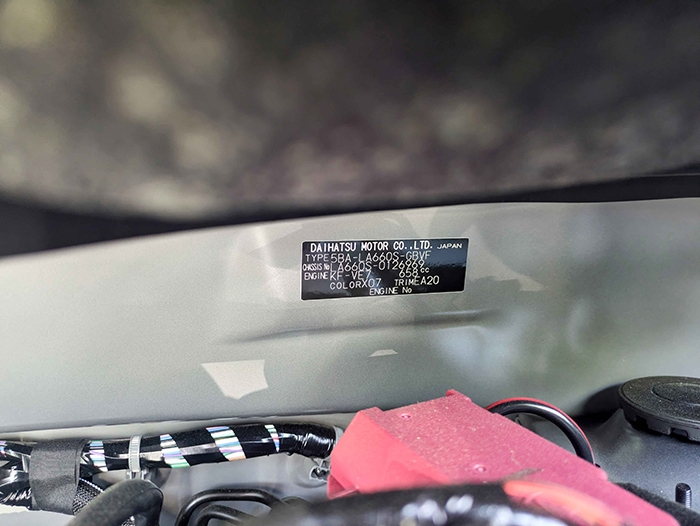 DAIHATSU MOTOR CO.,LTD. JAPAN
TYPE 5BA-LA660S-GBVF
CHASSIS No LA660S-0126969
ENGINE KF-VE7 658cc
COLOR X07 TRIM EA20
ENGINE No